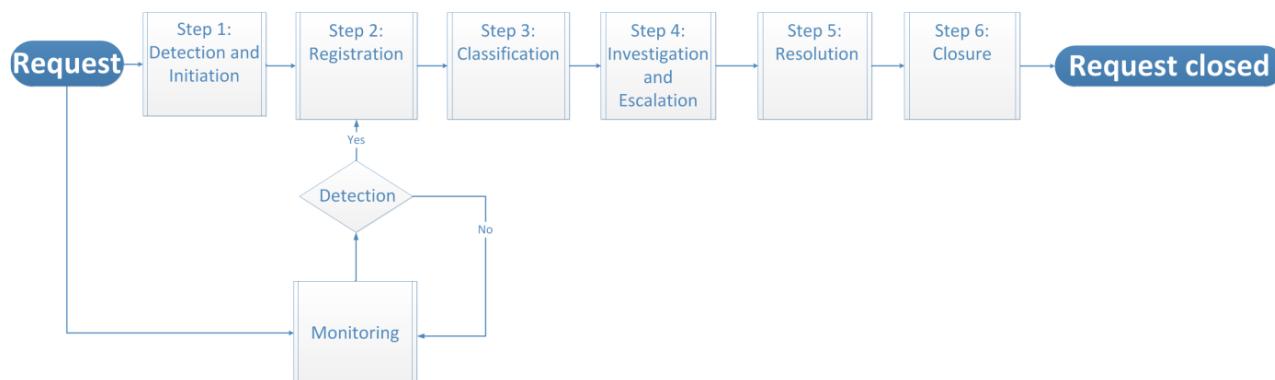 Request
Step 1:
Detection and
Initiation
Step 2:
Registration
Step 3:
Classification
Step 4:
Investigation
and
Escalation
Step 5:
Resolution
Step 6:
Closure
Request closed
Yes
Detection
No
Monitoring